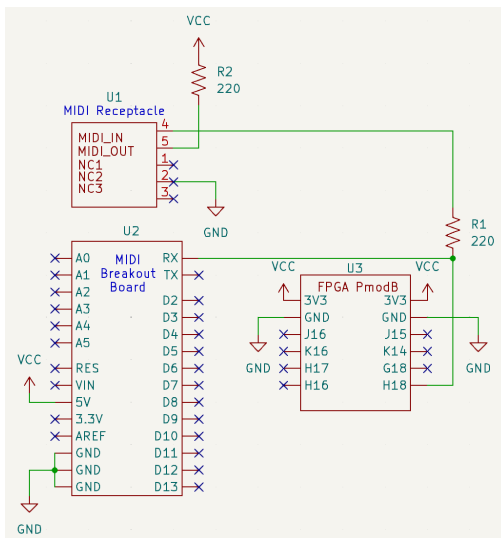 VCC
R2
220
U1
MIDI Receptacle
MIDI_IN 4
MIDI_OUT 5
NC1 1
NC2 2
NC3 3
GND
R1
220
U2
MIDI
Breakout
Board
A0
A1
A2
A3
A4
A5
RES
VIN
5V
3.3V
AREF
GND
GND
GND
RX
TX
D2
D3
D4
D5
D6
D7
D8
D9
D10
D11
D12
D13
VCC
GND
U3
FPGA PmodB
VCC
VCC
3V3 3V3
GND GND
J16 J15
K16 K14
H17 G18
H16 H18
GND
GND